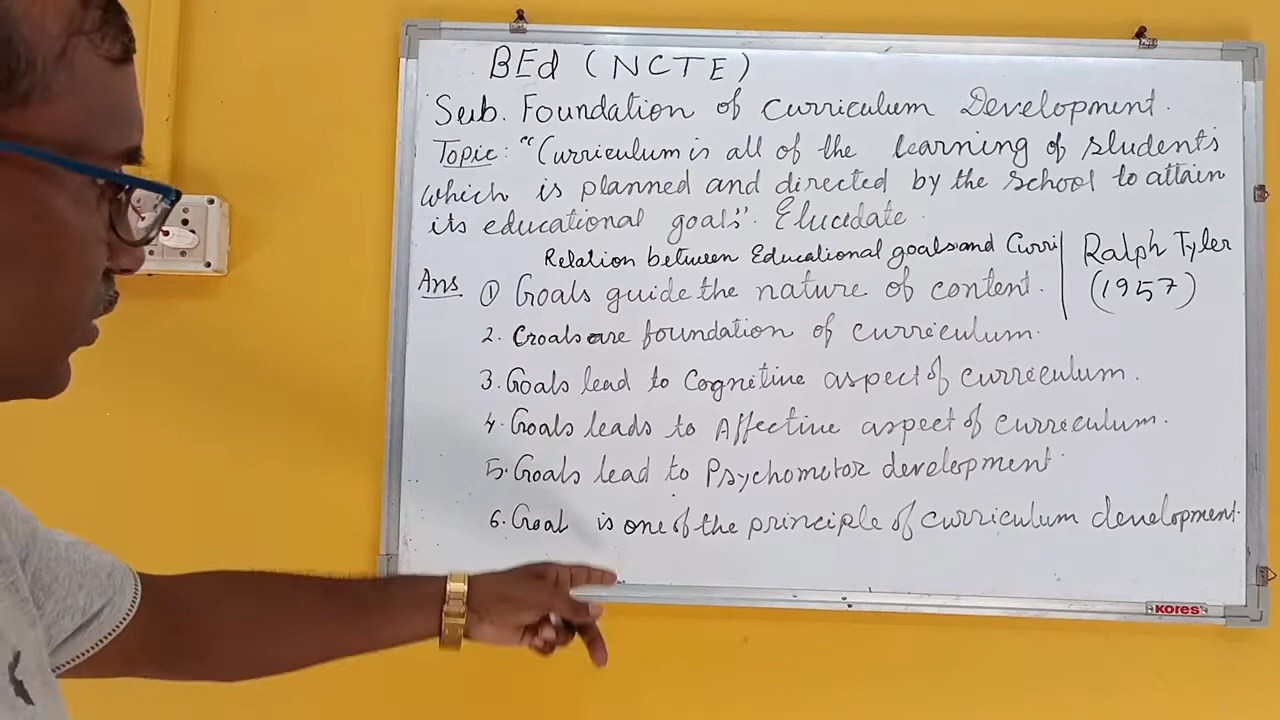 BEd (NCTE)
Sub. Foundation of Curriculum Development.
Topic: "Curriculum is all of the learning of students
which is planned and directed by the school to attain
its educational goals". Elucidate.
Relation between Educational goals and Curri
Ralph Tyler
(1957)
Ans ① Goals guide the nature of content.
2. Goals are foundation of curriculum.
3. Goals lead to Cognitive aspect of curriculum.
4. Goals leads to Affective aspect of curriculum.
5. Goals lead to Psychomotor development
6. Goal is one of the principle of curriculum development.
KORES